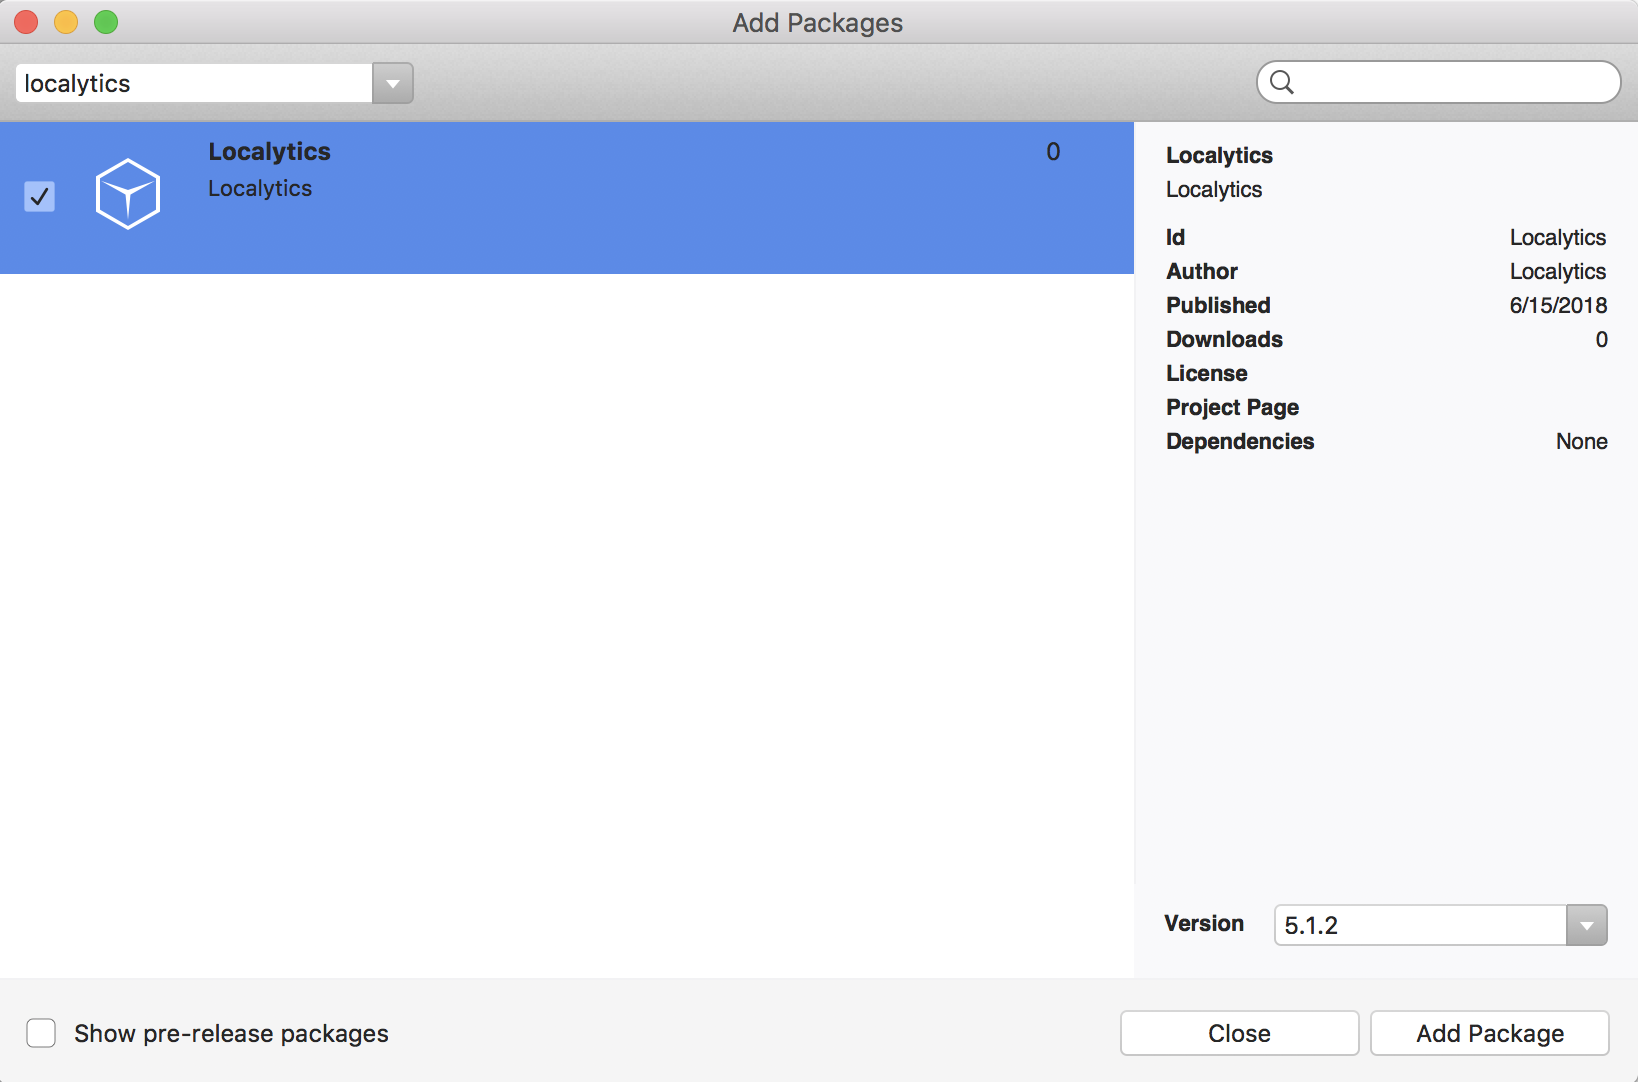 Add Packages
localytics
Localytics 0
Localytics
Localytics
Localytics
Id Localytics
Author Localytics
Published 6/15/2018
Downloads 0
License
Project Page
Dependencies None
Version 5.1.2
Show pre-release packages
Close Add Package